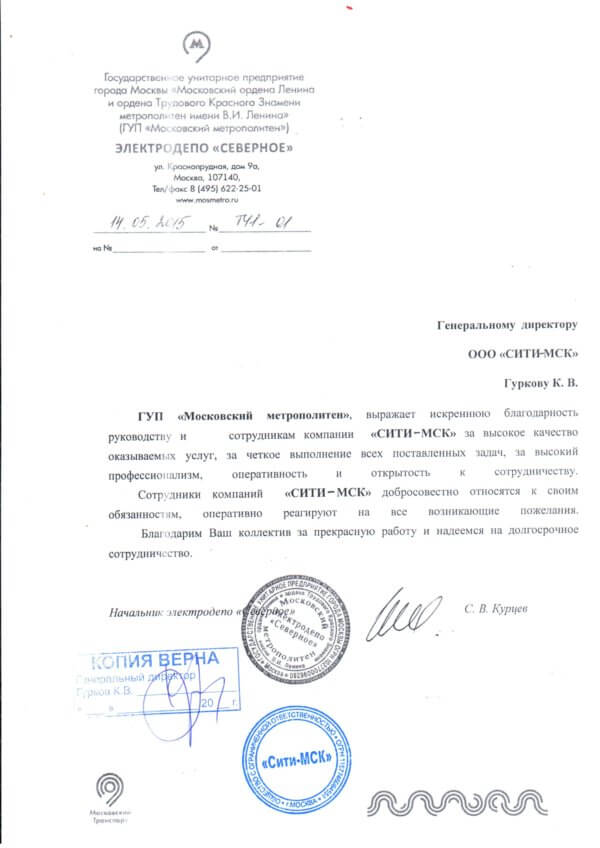 Государственное унитарное предприятие
города Москвы «Московский ордена Ленина
и ордена Трудового Красного Знамени
метрополитен имени В.И. Ленина»
(ГУП «Московский метрополитен»)
ЭЛЕКТРОДЕПО «СЕВЕРНОЕ»
ул. Краснопрудная, дом 9а,
Москва, 107140,
Тел/факс 8 (495) 622-25-01
www.mosmetro.ru
14.05.2015 № ТЧ1-01
на № от
Генеральному директору
ООО «СИТИ-МСК»
Гуркову К. В.
ГУП «Московский метрополитен», выражает искреннюю благодарность
руководству и сотрудникам компании «СИТИ–МСК» за высокое качество
оказываемых услуг, за четкое выполнение всех поставленных задач, за высокий
профессионализм, оперативность и открытость к сотрудничеству.
Сотрудники компаний «СИТИ–МСК» добросовестно относятся к своим
обязанностям, оперативно реагируют на все возникающие пожелания.
Благодарим Ваш коллектив за прекрасную работу и надеемся на долгосрочное
сотрудничество.
Начальник электродепо «Северное»
С. В. Курцев
Московский
Электродепо
«Северное»
метрополитен
КОПИЯ ВЕРНА
Генеральный директор
Гурков К.В.
« » 20 г.
ОБЩЕСТВО С ОГРАНИЧЕННОЙ ОТВЕТСТВЕННОСТЬЮ
«Сити-МСК»
Г.МОСКВА
Московский
Транспорт